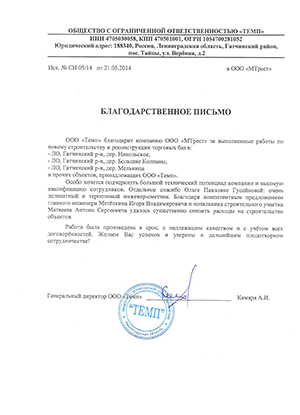 ОБЩЕСТВО С ОГРАНИЧЕННОЙ ОТВЕТСТВЕННОСТЬЮ «ТЕМП»
ИНН 4705030058, КПП 470501001, ОГРН 1054700281052
Юридический адрес: 188340, Россия, Ленинградская область, Гатчинский район,
пос. Тайцы, ул. Вербная, д.2
Исх. № СН 05/14 от 21.05.2014 в ООО «МТрест»
БЛАГОДАРСТВЕННОЕ ПИСЬМО
ООО «Темп» благодарит компанию ООО «МТрест» за выполненные работы по
новому строительству и реконструкции торговых баз в:
- ЛО, Гатчинский р-н, дер. Никольское,
- ЛО, Гатчинский р-н, дер. Большие Колпаны,
- ЛО, Гатчинский р-н, дер. Мельница
и прочих объектов, принадлежащих ООО «Темп».
Особо хочется подчеркнуть большой технический потенциал компании и высокую
квалификацию сотрудников. Отдельное спасибо Ольге Павловне Гусейновой: очень
деликатный и терпеливый инженер-сметчик. Благодаря компетентным предложениям
главного инженера Игоря Владимировича и начальника строительного участка
Матвеева Антона Сергеевича удалось существенно снизить расходы на строительство
объектов.
Работа была произведена в срок, с надлежащим качеством и с учётом всех
договорённостей. Желаем Вас успехов и уверены в дальнейшем плодотворном
сотрудничестве!
Генеральный директор ООО «Темп» Кимяря А.И.
"ТЕМП"